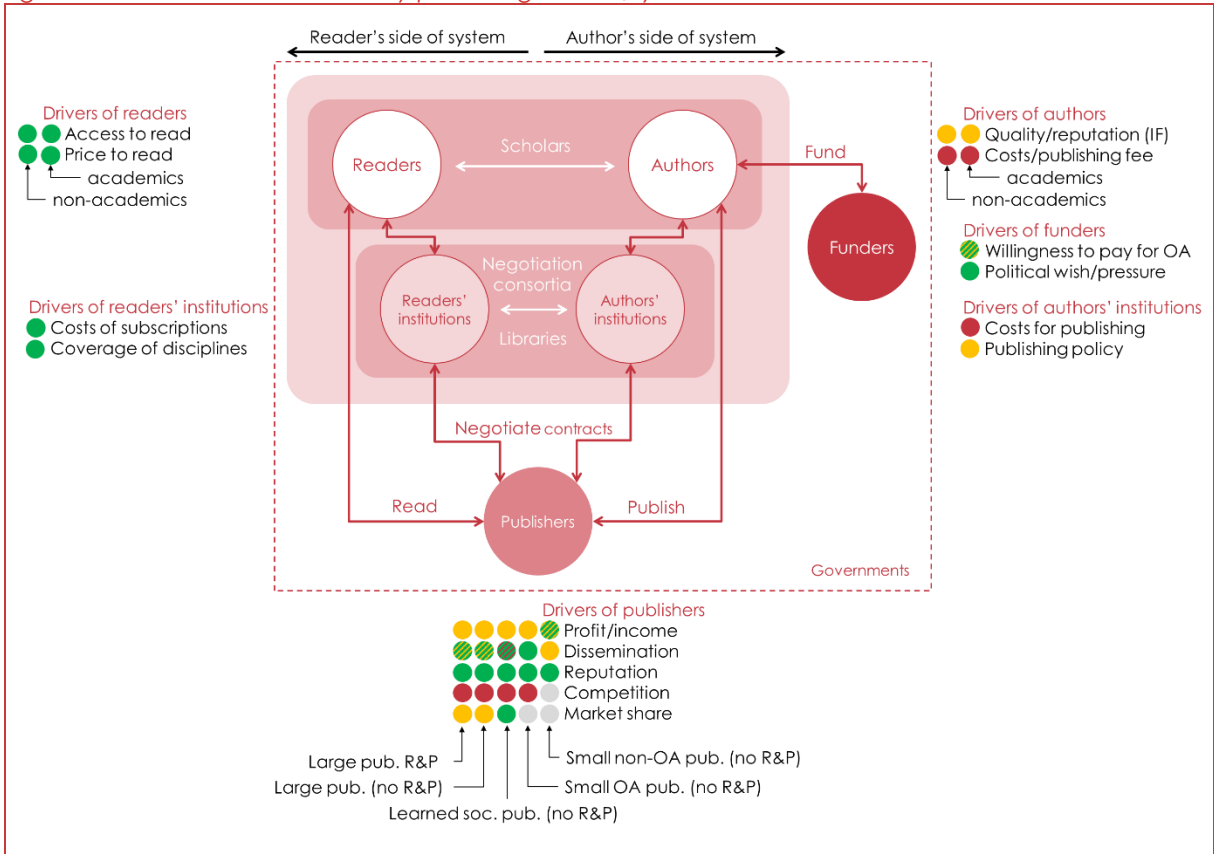 Reader's side of system
Author's side of system
Drivers of readers
Access to read
Price to read
academics
non-academics
Drivers of readers' institutions
Costs of subscriptions
Coverage of disciplines
Readers
Scholars
Authors
Fund
Funders
Readers'
institutions
Negotiation
consortia
Libraries
Authors'
institutions
Negotiate contracts
Read
Publishers
Publish
Governments
Drivers of authors
Quality/reputation (IF)
Costs/publishing fee
academics
non-academics
Drivers of funders
Willingness to pay for OA
Political wish/pressure
Drivers of authors' institutions
Costs for publishing
Publishing policy
Drivers of publishers
Profit/income
Dissemination
Reputation
Competition
Market share
Large pub. R&P
Small non-OA pub. (no R&P)
Large pub. (no R&P)
Small OA pub. (no R&P)
Learned soc. pub. (no R&P)